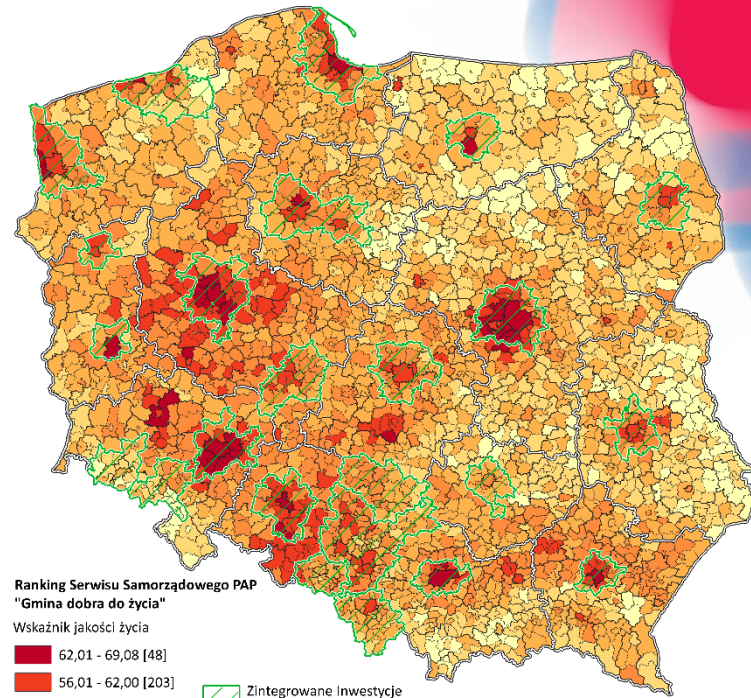 Ranking Serwisu Samorządowego PAP
"Gmina dobra do życia"
Wskaźnik jakości życia
62,01 - 69,08 [48]
56,01 - 62,00 [203]
Zintegrowane Inwestycje